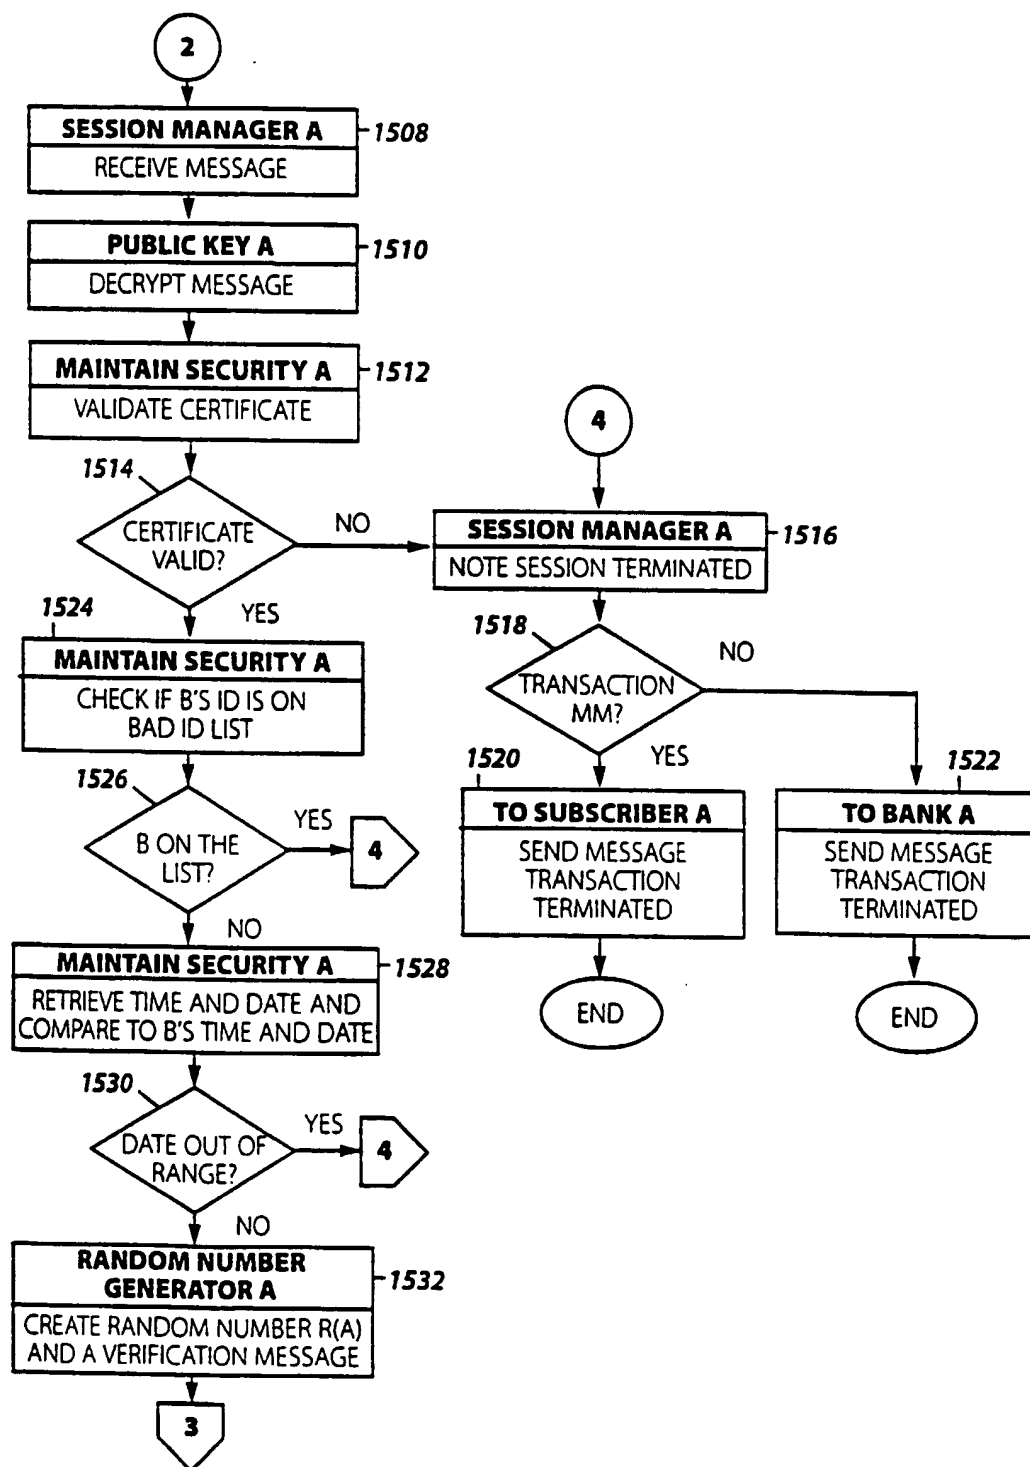 2
SESSION MANAGER A
1508
RECEIVE MESSAGE
PUBLIC KEY A
1510
DECRYPT MESSAGE
MAINTAIN SECURITY A
1512
VALIDATE CERTIFICATE
1514
CERTIFICATE
VALID?
NO
YES
4
SESSION MANAGER A
1516
NOTE SESSION TERMINATED
1518
TRANSACTION
MM?
NO
YES
1520
TO SUBSCRIBER A
SEND MESSAGE
TRANSACTION
TERMINATED
END
1522
TO BANK A
SEND MESSAGE
TRANSACTION
TERMINATED
END
1524
MAINTAIN SECURITY A
CHECK IF B'S ID IS ON
BAD ID LIST
1526
B ON THE
LIST?
YES
4
NO
MAINTAIN SECURITY A
1528
RETRIEVE TIME AND DATE AND
COMPARE TO B'S TIME AND DATE
1530
DATE OUT OF
RANGE?
YES
4
NO
RANDOM NUMBER
GENERATOR A
1532
CREATE RANDOM NUMBER R(A)
AND A VERIFICATION MESSAGE
3